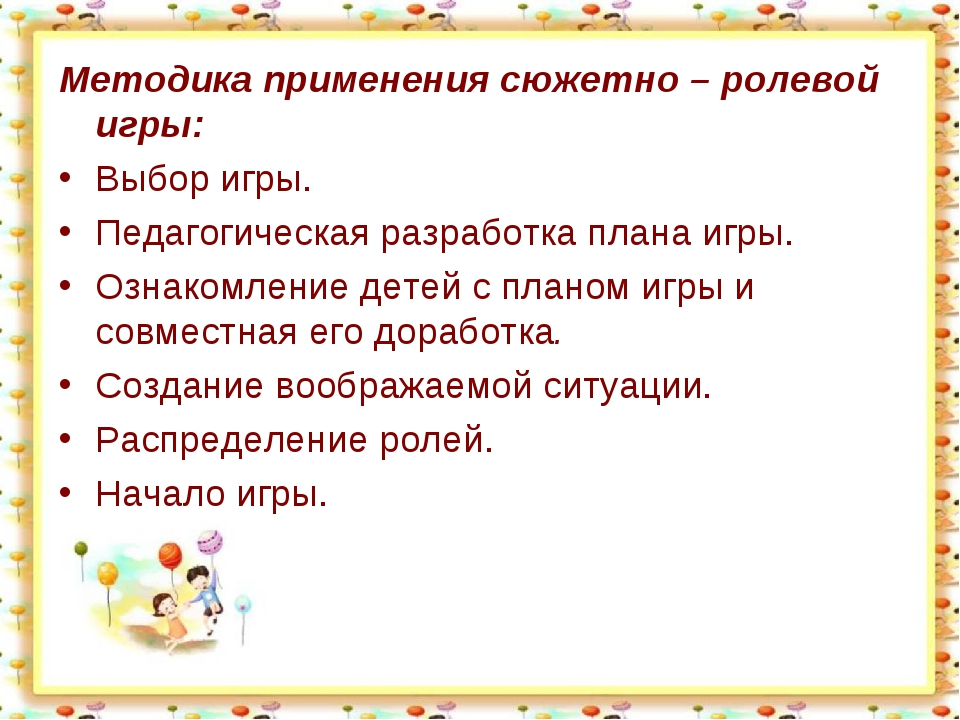 Методика применения сюжетно – ролевой
игры:
• Выбор игры.
• Педагогическая разработка плана игры.
• Ознакомление детей с планом игры и
совместная его доработка.
• Создание воображаемой ситуации.
• Распределение ролей.
• Начало игры.